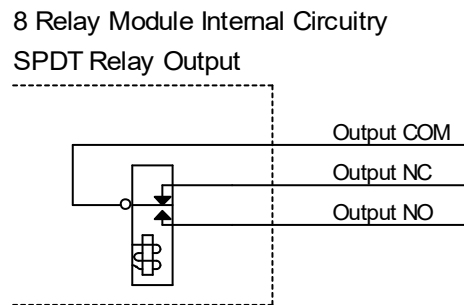 8 Relay Module Internal Circuitry
SPDT Relay Output
Output COM
Output NC
Output NO